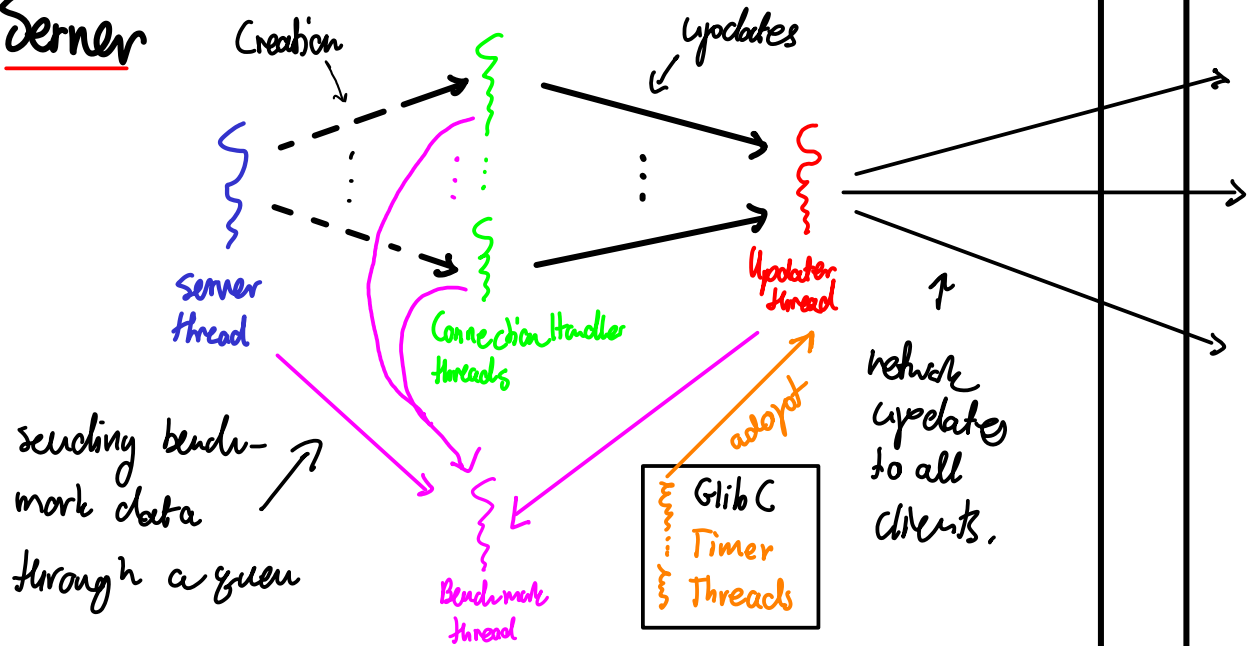 Server
Creation
updates
Server
thread
Connection Handler
threads
Updater
thread
sending bench-
mark data
through a queu
Benchmark
thread
adopt
GlibC
Timer
Threads
network
updates
to all
clients.